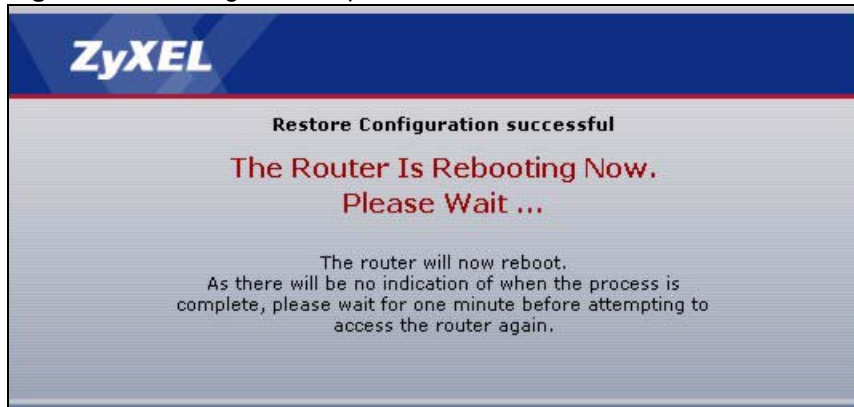 ZyXEL
Restore Configuration successful
The Router Is Rebooting Now.
Please Wait ...
The router will now reboot.
As there will be no indication of when the process is
complete, please wait for one minute before attempting to
access the router again.